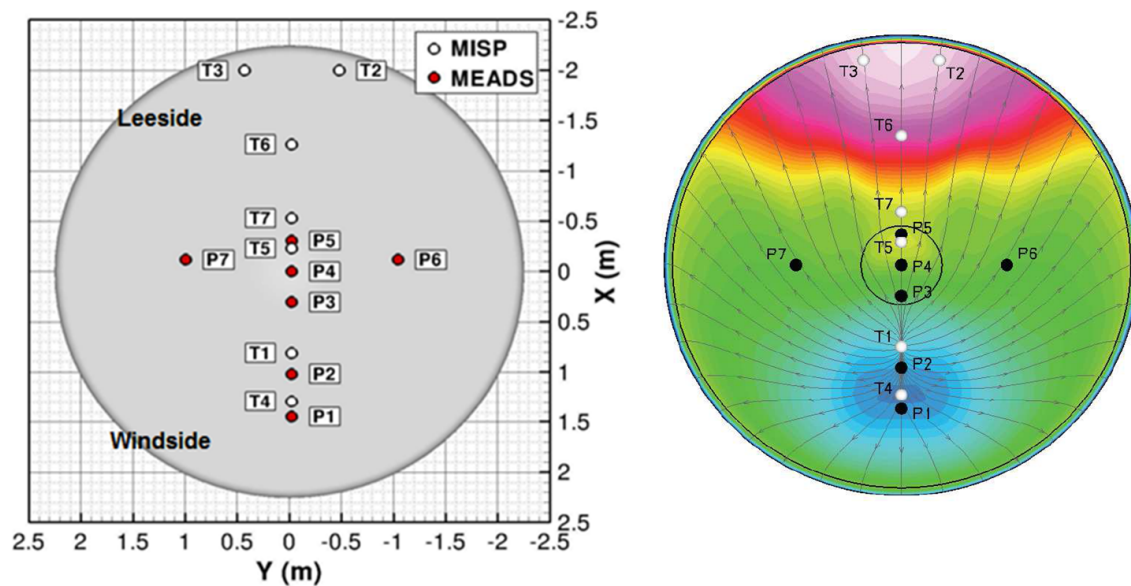 -2.5
MISP
MEADS
T3
T2
-2
Leeside
-1.5
T6
-1
T7
-0.5
P5
T5
P7
P6
P4
0
P3
0.5
T1
P2
1
T4
P1
1.5
Windside
2
2.5
X (m)
2.5 2 1.5 1 0.5 0 -0.5 -1 -1.5 -2 -2.5
Y (m)
T3 T2
T6
T7
P5
T5
P7 P4 P6
P3
T1
P2
T4
P1